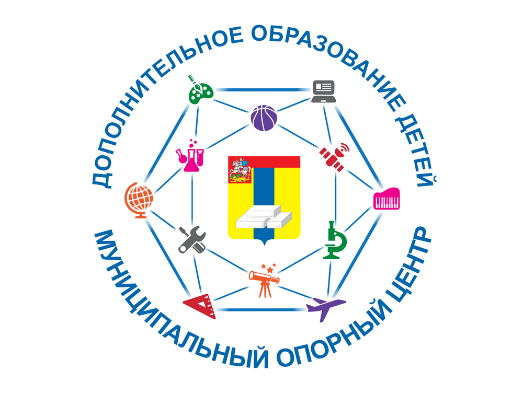 ДОПОЛНИТЕЛЬНОЕ ОБРАЗОВАНИЕ ДЕТЕЙ
МУНИЦИПАЛЬНЫЙ ОПОРНЫЙ ЦЕНТР